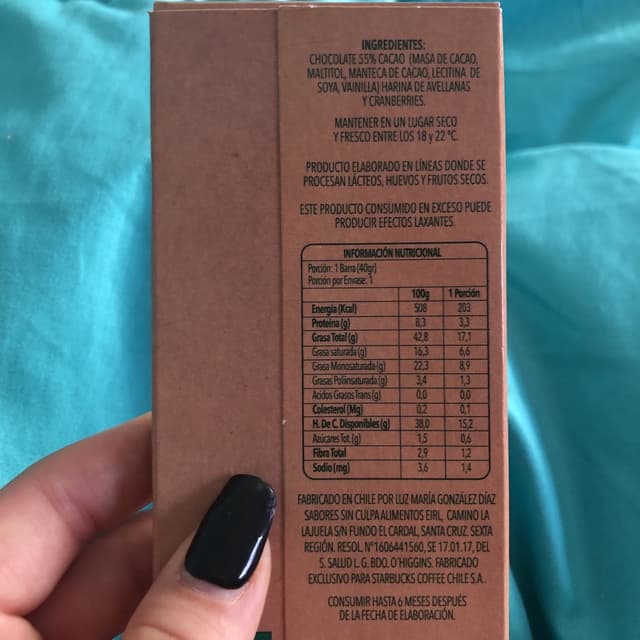 INGREDIENTES:
CHOCOLATE 55% CACAO (MASA DE CACAO,
MALTITOL, MANTECA DE CACAO, LECITINA DE
SOYA, VAINILLA) HARINA DE AVELLANAS
Y CRANBERRIES.
MANTENER EN UN LUGAR SECO
Y FRESCO ENTRE LOS 18 y 22 °C.
PRODUCTO ELABORADO EN LÍNEAS DONDE SE
PROCESAN LÁCTEOS, HUEVOS Y FRUTOS SECOS.
ESTE PRODUCTO CONSUMIDO EN EXCESO PUEDE
PRODUCIR EFECTOS LAXANTES.
INFORMACIÓN NUTRICIONAL
Porción: 1 Barra (40gr)
Porción por Envase: 1
100g 1 Porción
Energía (Kcal) 508 203
Proteína (g) 8,3 3,3
Grasa Total (g) 42,8 17,1
Grasa saturada (g) 16,3 6,6
Grasa Monosaturada (g) 22,3 8,9
Grasas Poliinsaturada (g) 3,4 1,3
Acidos Grasos Trans (g) 0,0 0,0
Colesterol (Mg) 0,2 0,1
H. De C. Disponibles (g) 38,0 15,2
Azúcares Tot. (g) 1,5 0,6
Fibra Total 2,9 1,2
Sodio (mg) 3,6 1,4
FABRICADO EN CHILE POR LUZ MARÍA GONZÁLEZ DÍAZ
SABORES SIN CULPA ALIMENTOS EIRL, CAMINO LA
LAJUELA S/N FUNDO EL CARDAL, SANTA CRUZ. SEXTA
REGIÓN. RESOL. N°1606441560, SE 17.01.17, DEL
S. SALUD L. G. BDO. O'HIGGINS. FABRICADO
EXCLUSIVO PARA STARBUCKS COFFEE CHILE S.A.
CONSUMIR HASTA 6 MESES DESPUÉS
DE LA FECHA DE ELABORACIÓN.